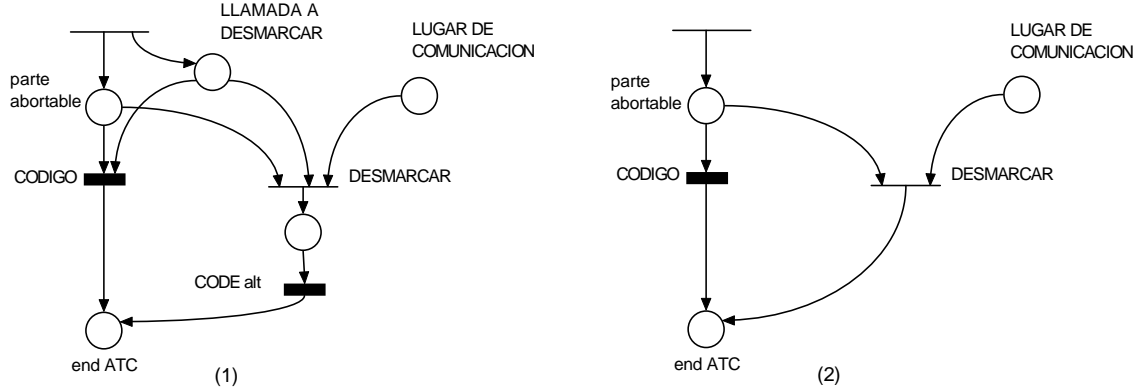 LLAMADA A
DESMARCAR
LUGAR DE
COMUNICACION
parte
abortable
CODIGO
DESMARCAR
CODE alt
end ATC
(1)
LUGAR DE
COMUNICACION
parte
abortable
CODIGO
DESMARCAR
end ATC
(2)